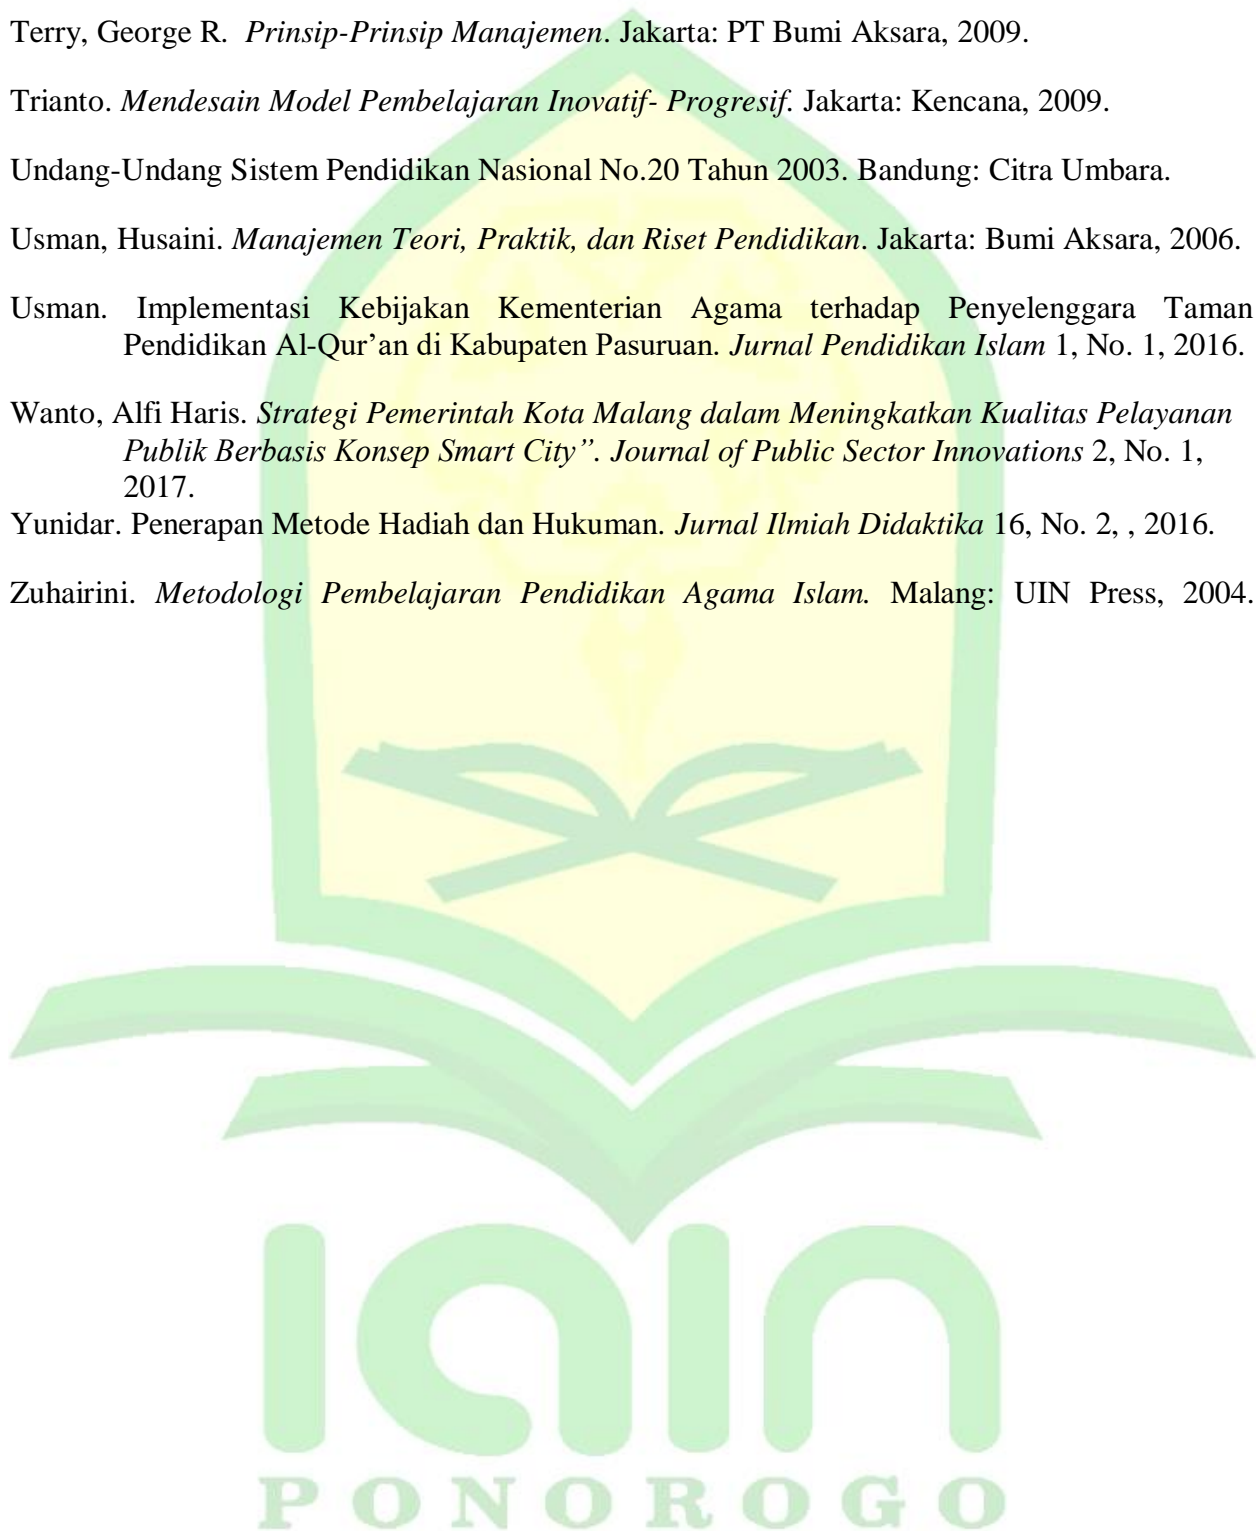 Terry, George R.  Prinsip-Prinsip Manajemen. Jakarta: PT Bumi Aksara, 2009.
Trianto. Mendesain Model Pembelajaran Inovatif- Progresif. Jakarta: Kencana, 2009.
Undang-Undang Sistem Pendidikan Nasional No.20 Tahun 2003. Bandung: Citra Umbara.
Usman, Husaini. Manajemen Teori, Praktik, dan Riset Pendidikan. Jakarta: Bumi Aksara, 2006.
Usman. Implementasi Kebijakan Kementerian Agama terhadap Penyelenggara Taman
Pendidikan Al-Qur’an di Kabupaten Pasuruan. Jurnal Pendidikan Islam 1, No. 1, 2016.
Wanto, Alfi Haris. Strategi Pemerintah Kota Malang dalam Meningkatkan Kualitas Pelayanan
Publik Berbasis Konsep Smart City”. Journal of Public Sector Innovations 2, No. 1,
2017.
Yunidar. Penerapan Metode Hadiah dan Hukuman. Jurnal Ilmiah Didaktika 16, No. 2, , 2016.
Zuhairini. Metodologi Pembelajaran Pendidikan Agama Islam. Malang: UIN Press, 2004.
IAIN
PONOROGO